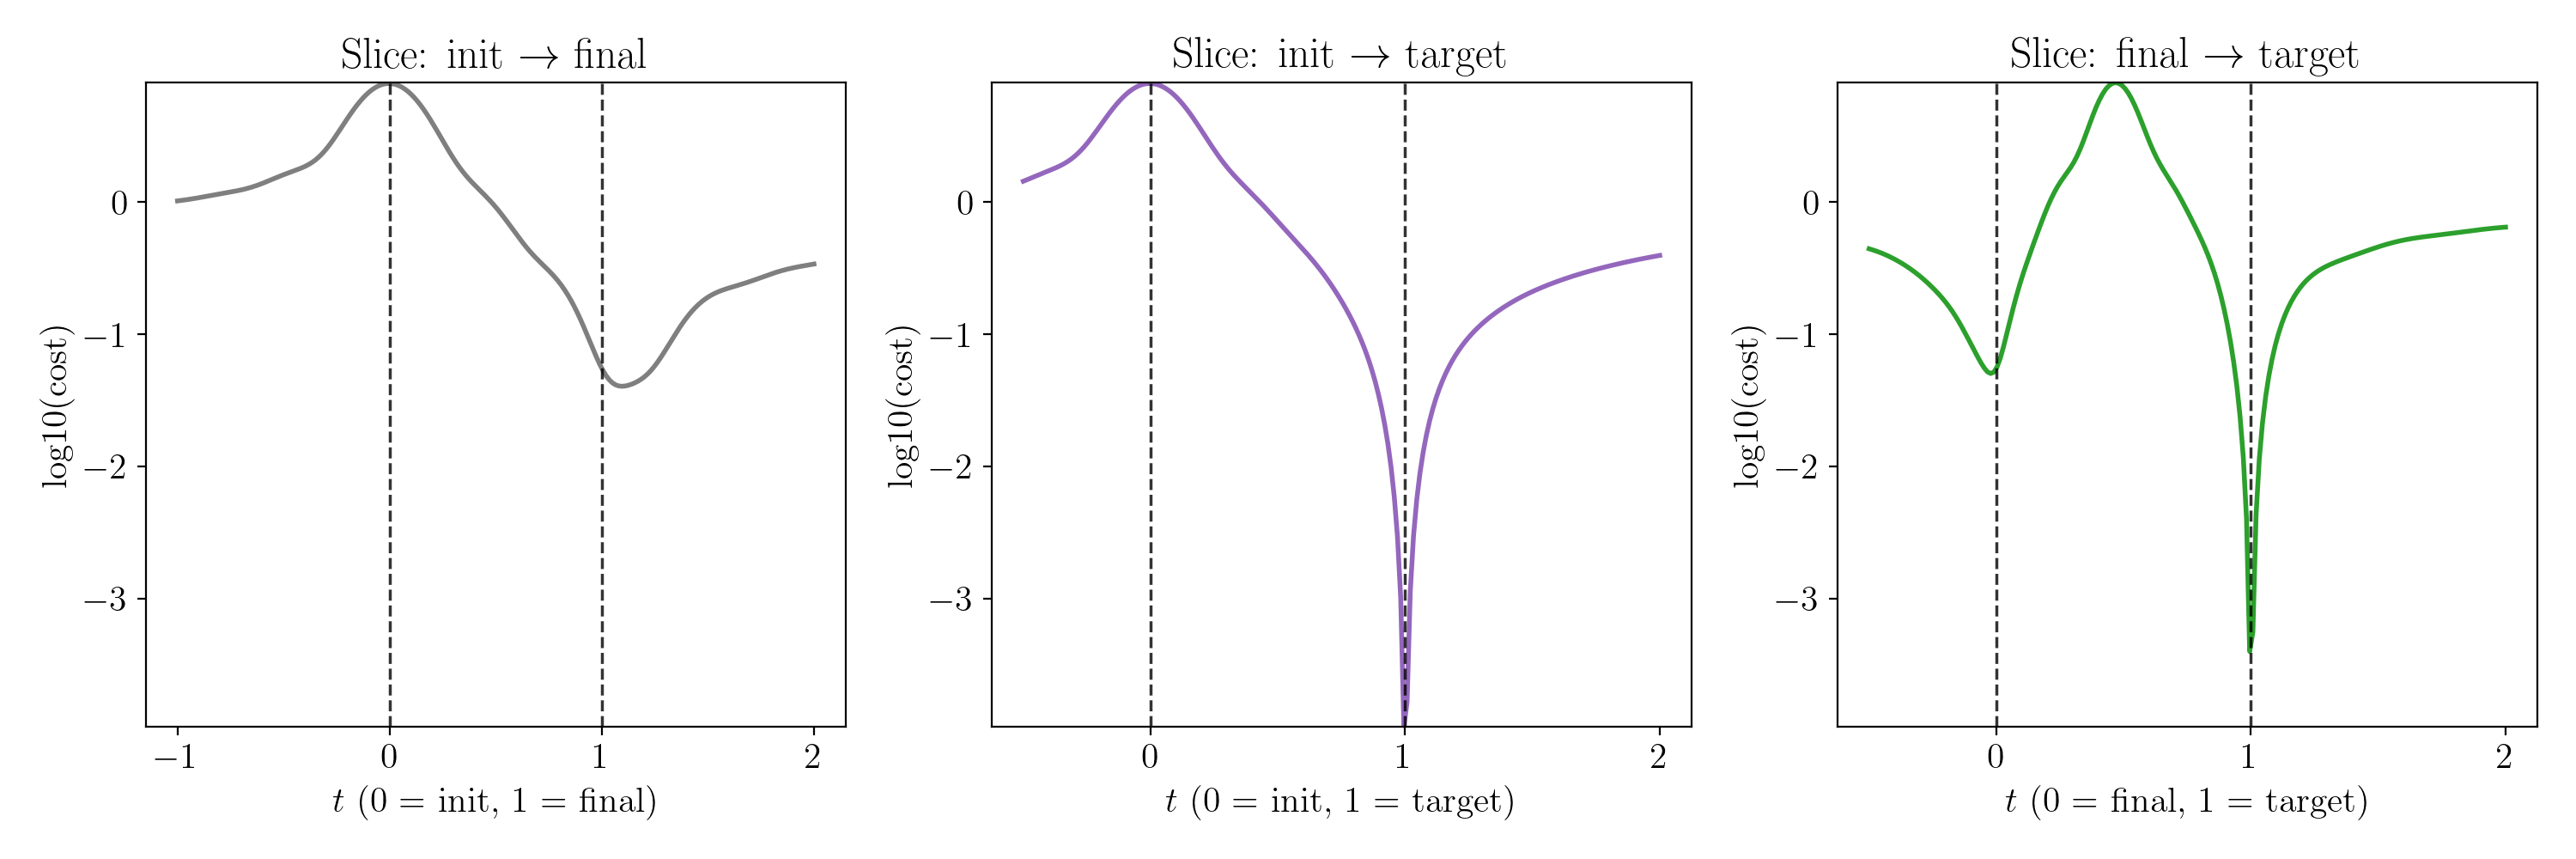 Slice: init → final
log10(cost)
0
−1
−2
−3
−1 0 1 2
t (0 = init, 1 = final)
Slice: init → target
log10(cost)
0
−1
−2
−3
0 1 2
t (0 = init, 1 = target)
Slice: final → target
log10(cost)
0
−1
−2
−3
0 1 2
t (0 = final, 1 = target)